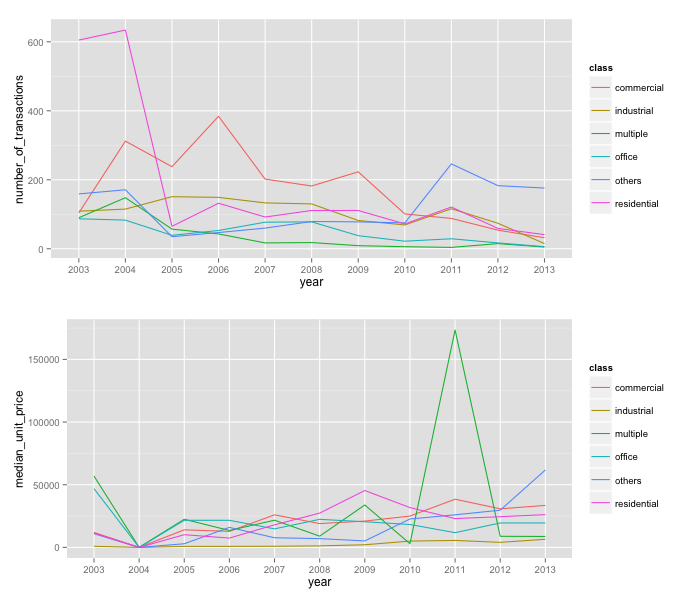 600
400
200
0
number_of_transactions
2003 2004 2005 2006 2007 2008 2009 2010 2011 2012 2013
year
class
commercial
industrial
multiple
office
others
residential
150000
100000
50000
0
median_unit_price
2003 2004 2005 2006 2007 2008 2009 2010 2011 2012 2013
year
class
commercial
industrial
multiple
office
others
residential